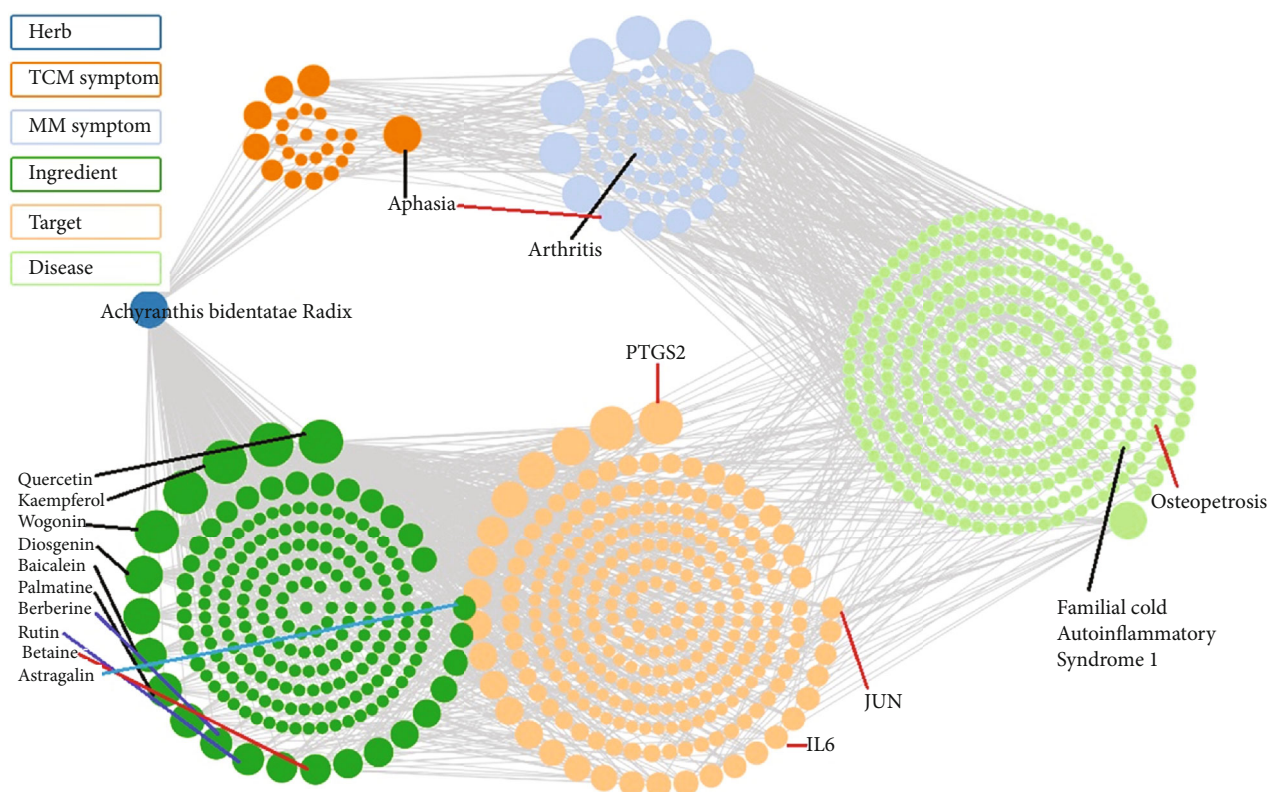 Herb
TCM symptom
MM symptom
Ingredient
Target
Disease
Aphasia
Arthritis
Achyranthis bidentatae Radix
PTGS2
Quercetin
Kaempferol
Wogonin
Diosgenin
Baicalein
Palmatine
Berberine
Rutin
Betaine
Astragalin
Osteopetrosis
Familial cold
Autoinflammatory
Syndrome 1
JUN
IL6